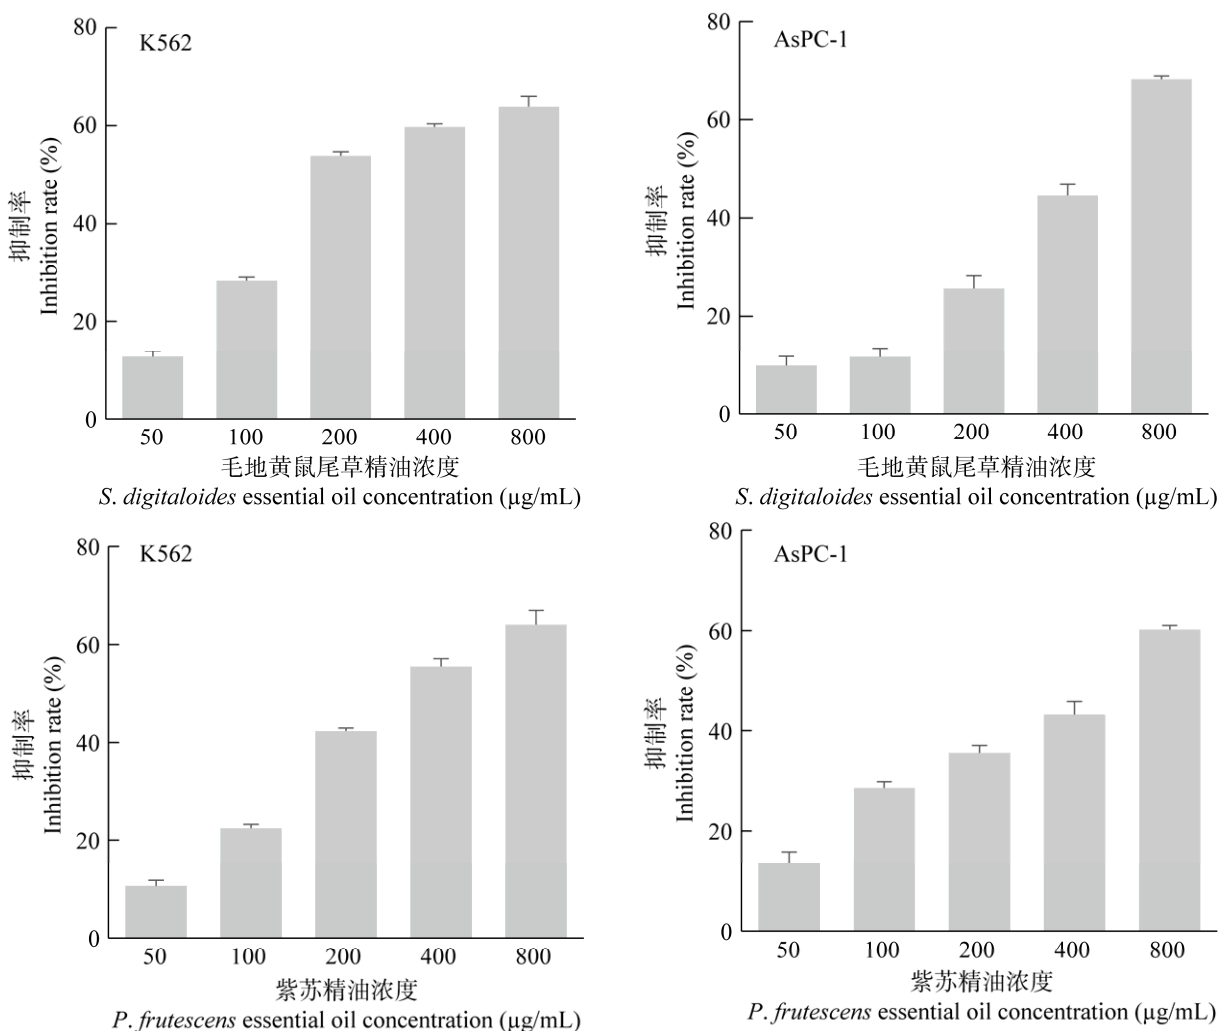 K562
80
60
40
20
0
抑制率
Inhibition rate (%)
50 100 200 400 800
毛地黄鼠尾草精油浓度
S. digitaloides essential oil concentration (µg/mL)
AsPC-1
80
60
40
20
0
抑制率
Inhibition rate (%)
50 100 200 400 800
毛地黄鼠尾草精油浓度
S. digitaloides essential oil concentration (µg/mL)
K562
80
60
40
20
0
抑制率
Inhibition rate (%)
50 100 200 400 800
紫苏精油浓度
P. frutescens essential oil concentration (µg/mL)
AsPC-1
80
60
40
20
0
抑制率
Inhibition rate (%)
50 100 200 400 800
紫苏精油浓度
P. frutescens essential oil concentration (µg/mL)